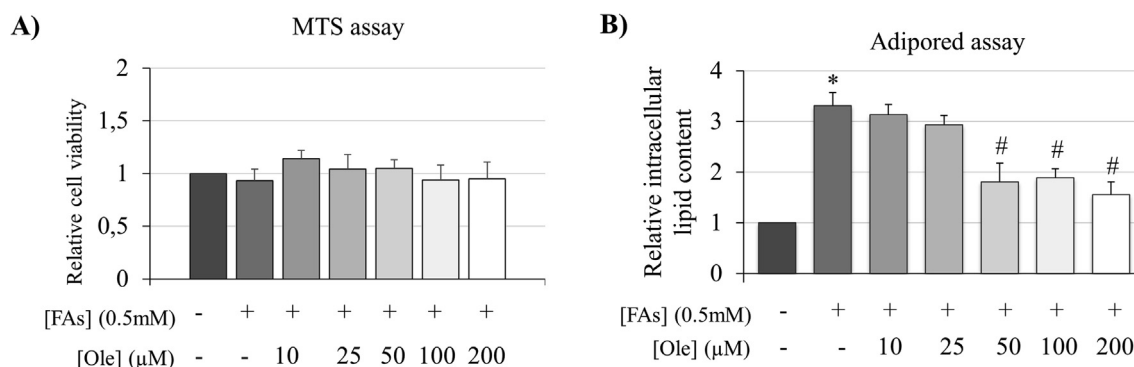 A)
MTS assay
Relative cell viability
2
1,5
1
0,5
0
[FAs] (0.5mM) - + + + + + +
[Ole] (µM) - - 10 25 50 100 200
B)
Adipored assay
Relative intracellular
lipid content
4
3
2
1
0
*
# # #
[FAs] (0.5mM) - + + + + + +
[Ole] (µM) - - 10 25 50 100 200